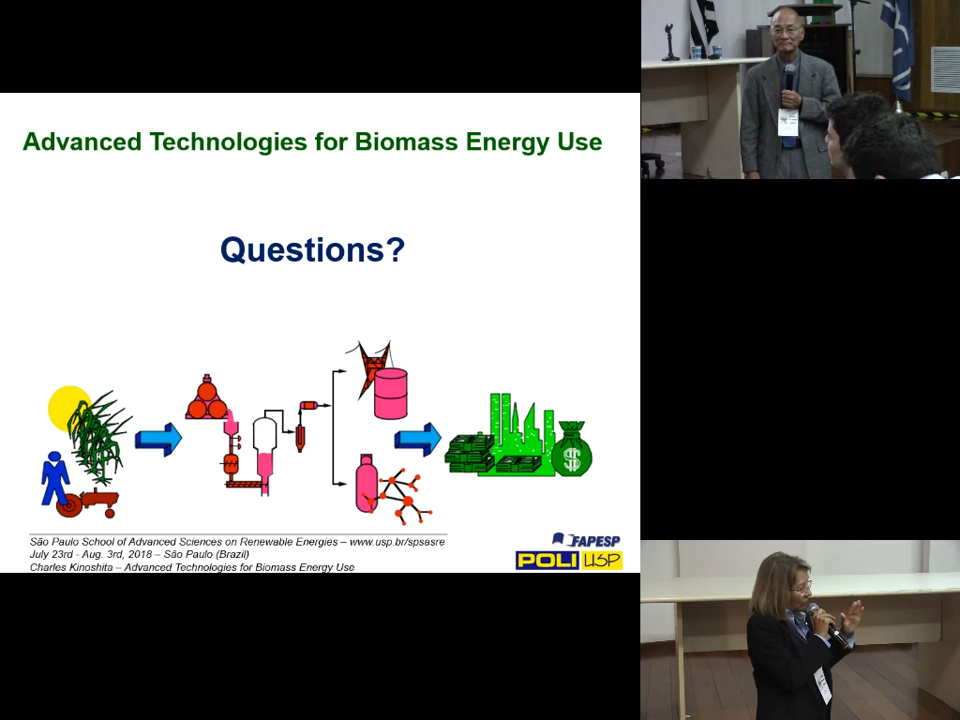 Advanced Technologies for Biomass Energy Use
Questions?
$
São Paulo School of Advanced Sciences on Renewable Energies – www.usp.br/spsasre
July 23rd - Aug. 3rd, 2018 – São Paulo (Brazil)
Charles Kinoshita – Advanced Technologies for Biomass Energy Use
FAPESP
POLI USP